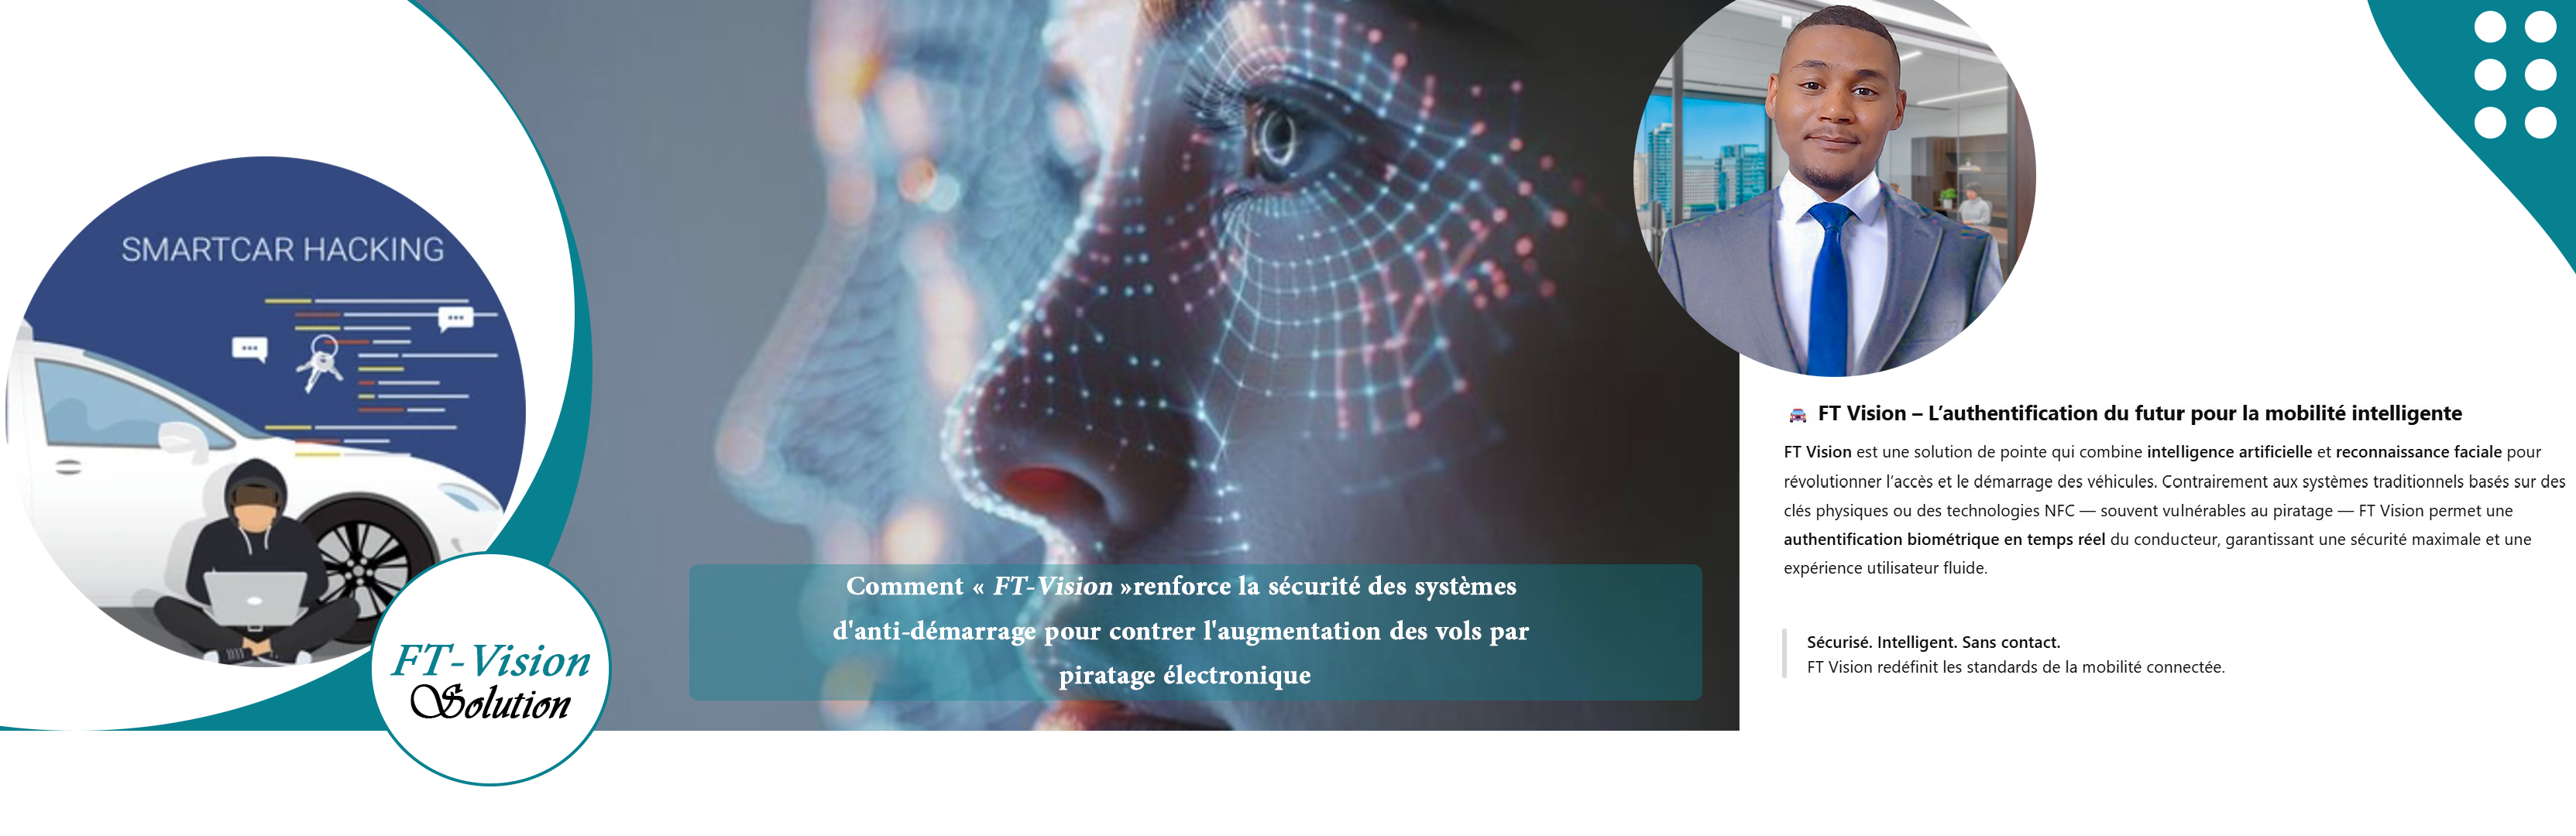 SMARTCAR HACKING
FT-Vision
Solution
Comment « FT-Vision »renforce la sécurité des systèmes
d'anti-démarrage pour contrer l'augmentation des vols par
piratage électronique
FT Vision – L’authentification du futur pour la mobilité intelligente
FT Vision est une solution de pointe qui combine intelligence artificielle et reconnaissance faciale pour
révolutionner l’accès et le démarrage des véhicules. Contrairement aux systèmes traditionnels basés sur des
clés physiques ou des technologies NFC — souvent vulnérables au piratage — FT Vision permet une
authentification biométrique en temps réel du conducteur, garantissant une sécurité maximale et une
expérience utilisateur fluide.
Sécurisé. Intelligent. Sans contact.
FT Vision redéfinit les standards de la mobilité connectée.